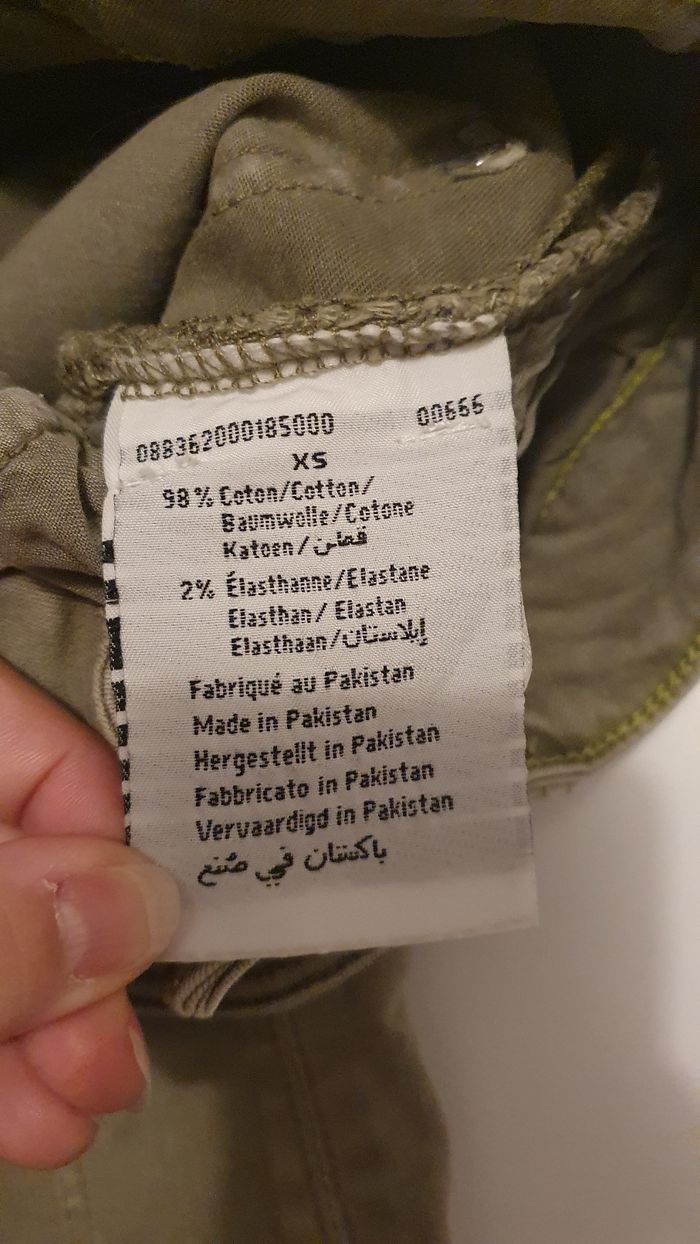 088362000185000 00666
XS
98% Coton/Cotton/
Baumwolle/Cotone
Katoen/قطن
2% Élasthanne/Elastane
Elasthan/ Elastan
Elasthaan/إيلاستان
Fabriqué au Pakistan
Made in Pakistan
Hergestellt in Pakistan
Fabbricato in Pakistan
Vervaardigd in Pakistan
باكستان في صُنع